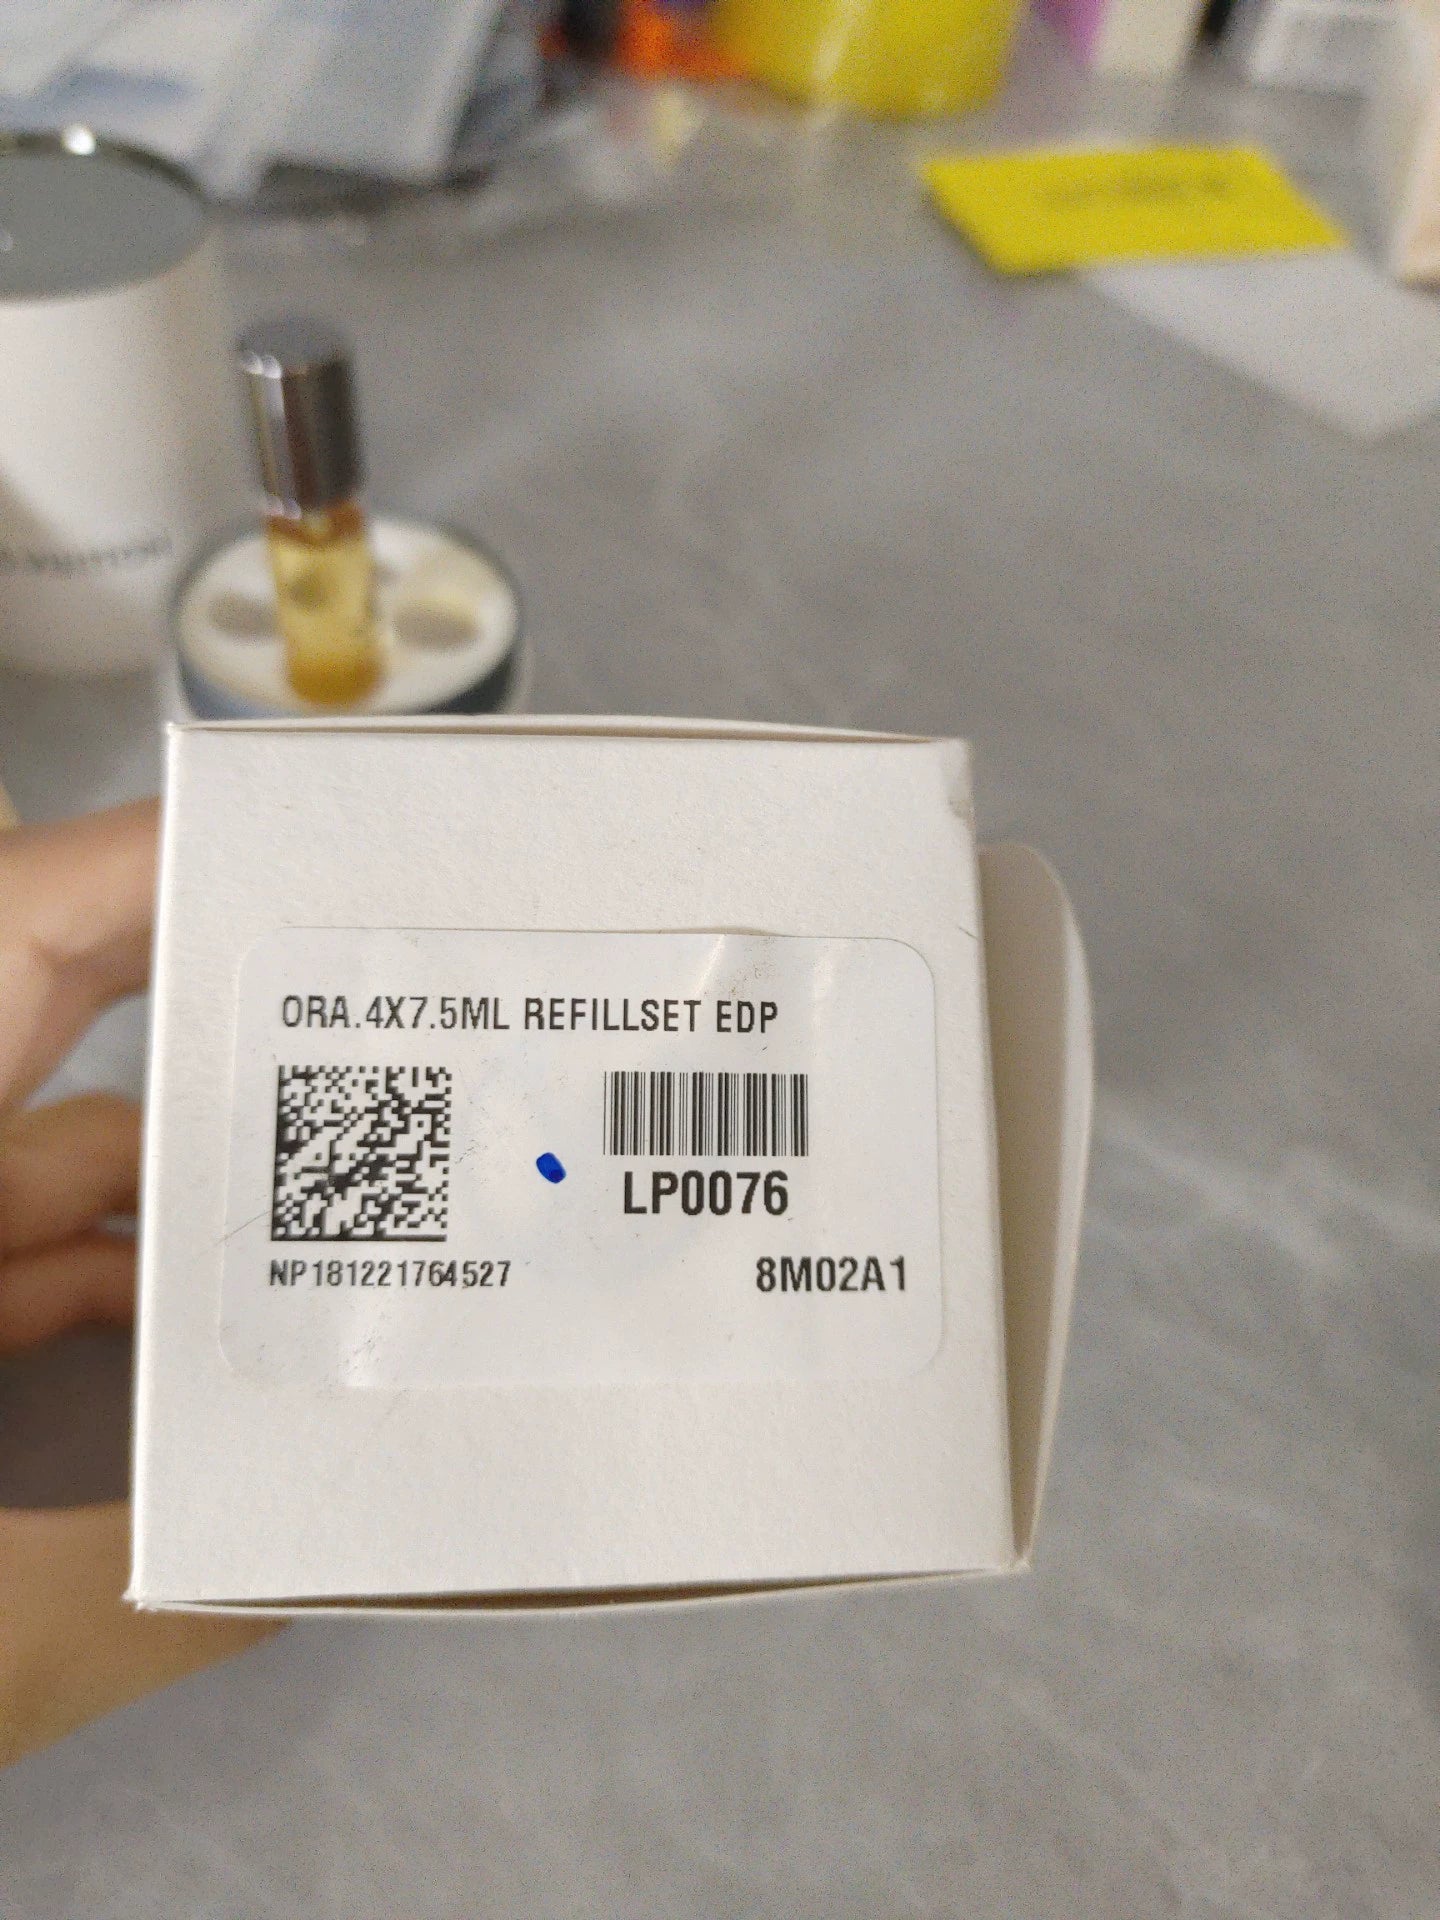 ORA.4X7.5ML REFILLSET EDP
LP0076
NP181221764527
8M02A1